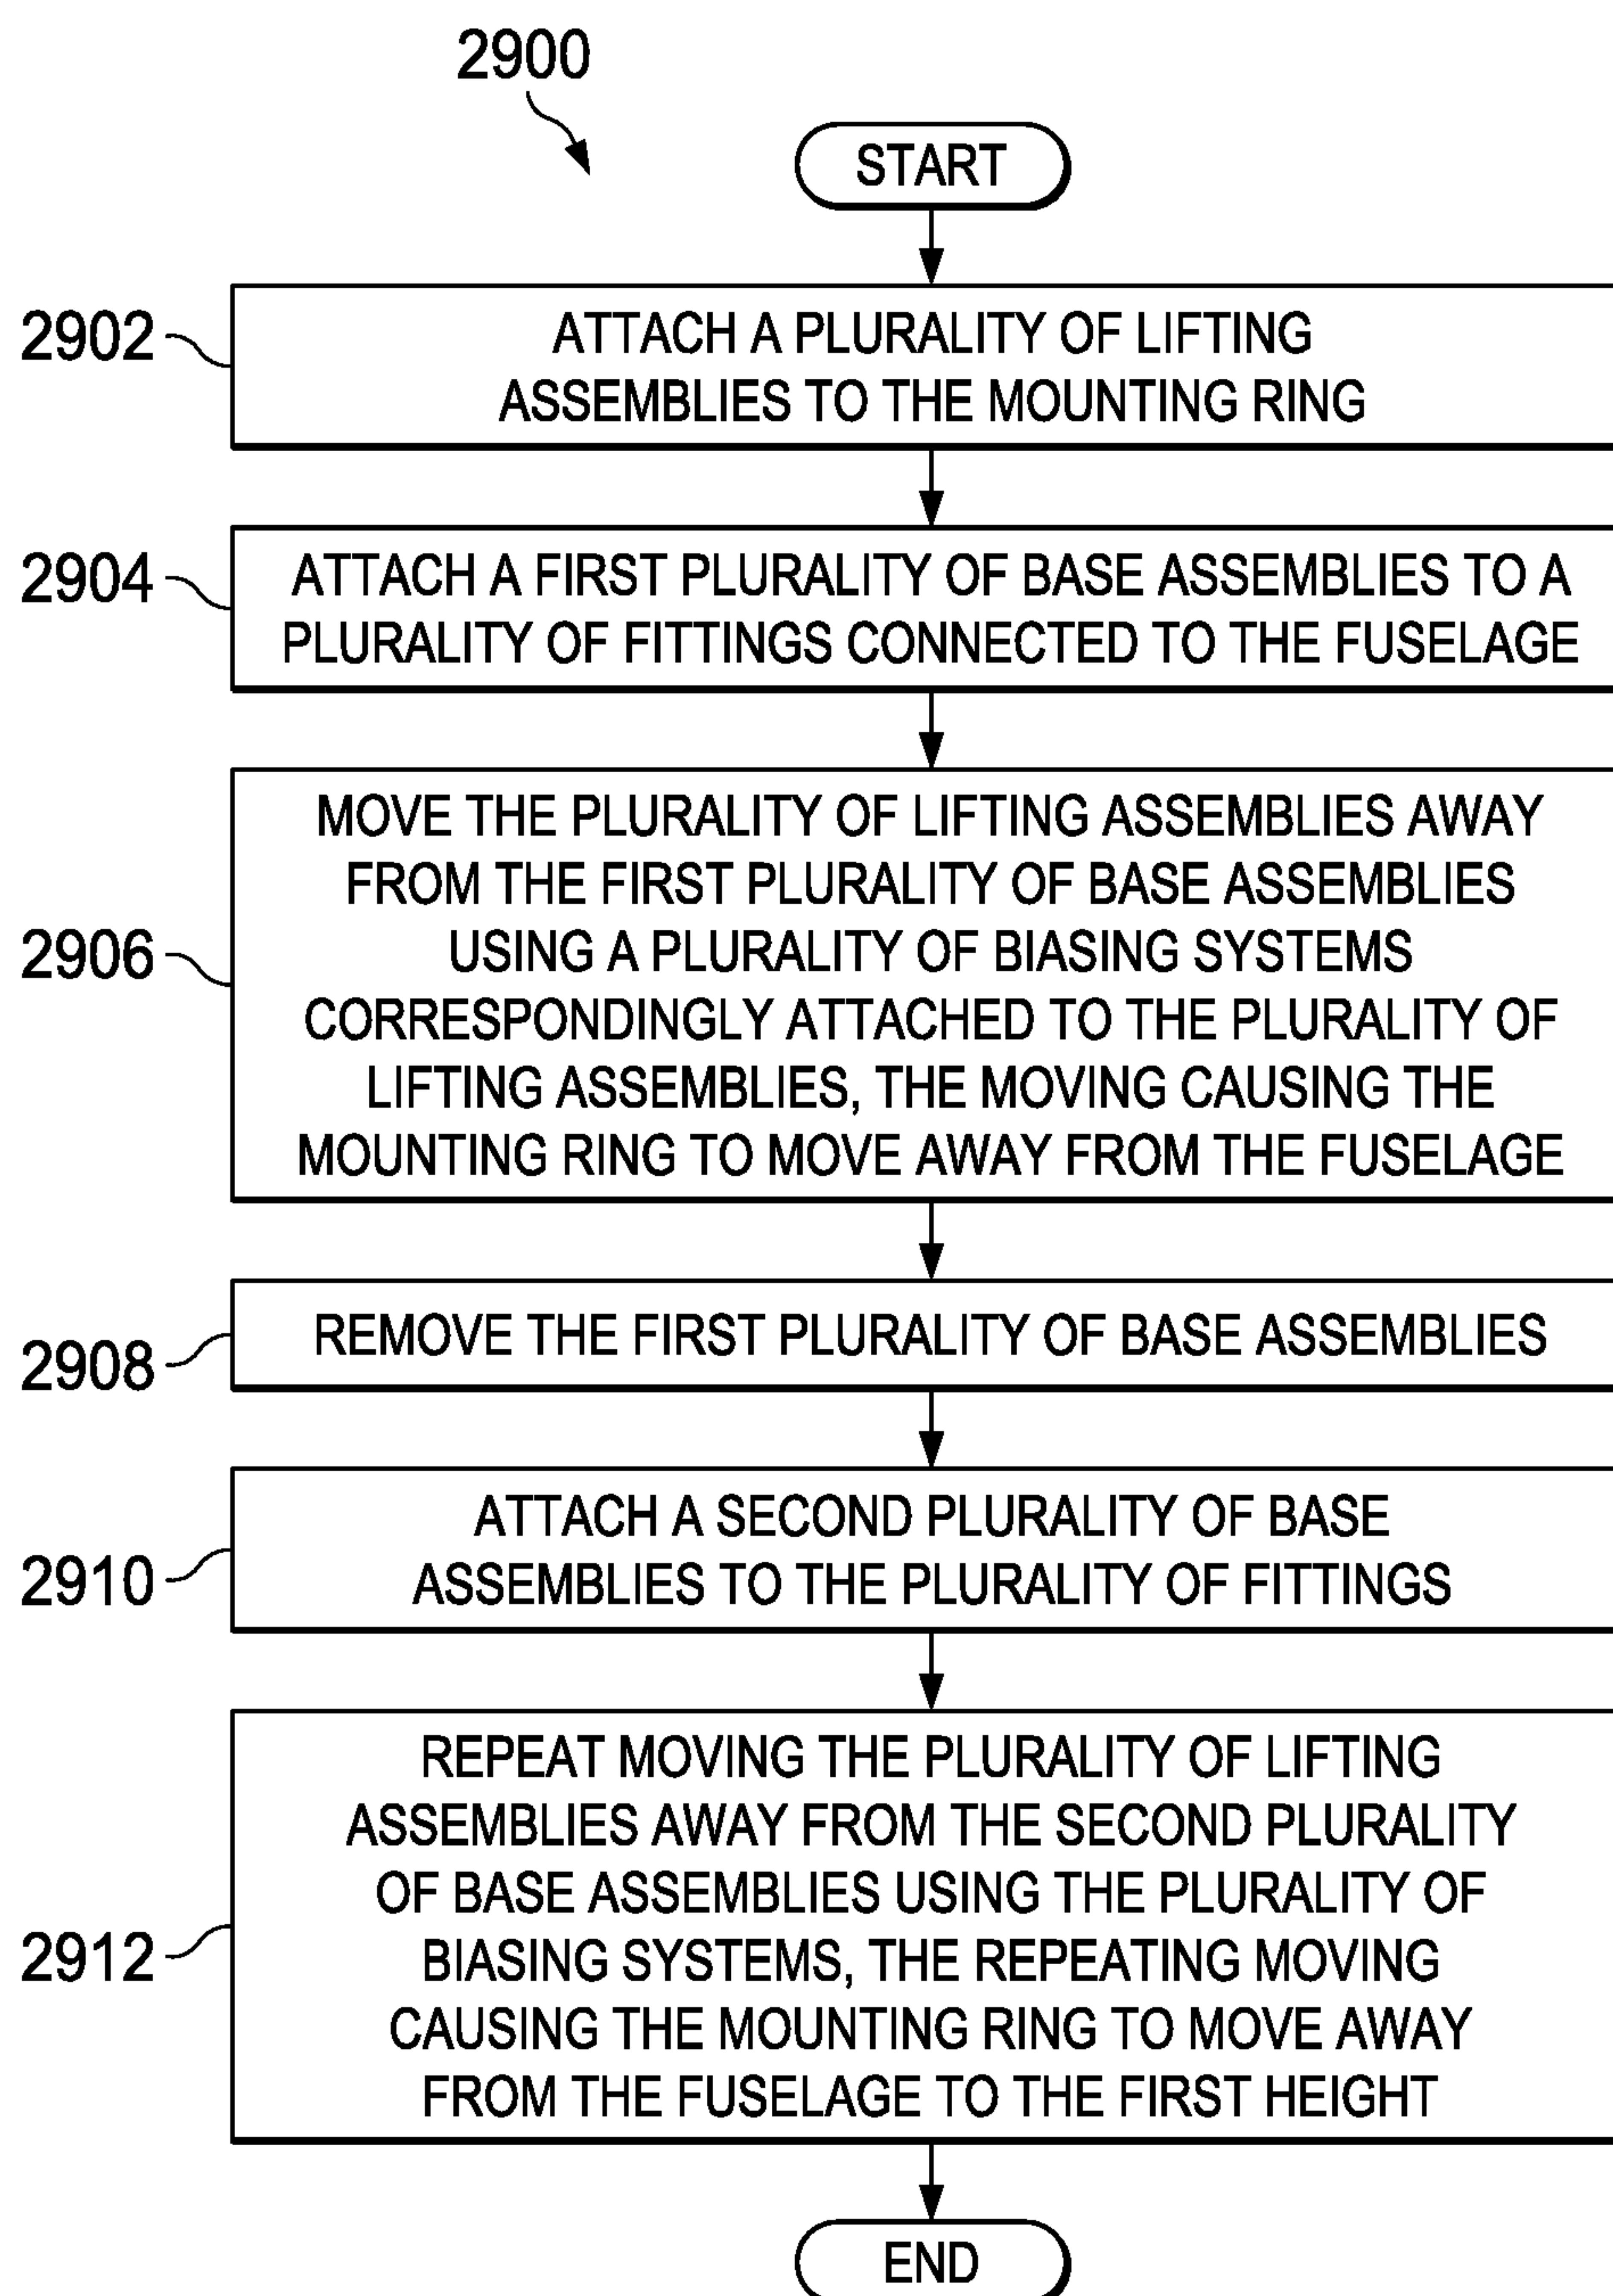 2900
START
2902
ATTACH A PLURALITY OF LIFTING
ASSEMBLIES TO THE MOUNTING RING
2904
ATTACH A FIRST PLURALITY OF BASE ASSEMBLIES TO A
PLURALITY OF FITTINGS CONNECTED TO THE FUSELAGE
2906
MOVE THE PLURALITY OF LIFTING ASSEMBLIES AWAY
FROM THE FIRST PLURALITY OF BASE ASSEMBLIES
USING A PLURALITY OF BIASING SYSTEMS
CORRESPONDINGLY ATTACHED TO THE PLURALITY OF
LIFTING ASSEMBLIES, THE MOVING CAUSING THE
MOUNTING RING TO MOVE AWAY FROM THE FUSELAGE
2908
REMOVE THE FIRST PLURALITY OF BASE ASSEMBLIES
2910
ATTACH A SECOND PLURALITY OF BASE
ASSEMBLIES TO THE PLURALITY OF FITTINGS
2912
REPEAT MOVING THE PLURALITY OF LIFTING
ASSEMBLIES AWAY FROM THE SECOND PLURALITY
OF BASE ASSEMBLIES USING THE PLURALITY OF
BIASING SYSTEMS, THE REPEATING MOVING
CAUSING THE MOUNTING RING TO MOVE AWAY
FROM THE FUSELAGE TO THE FIRST HEIGHT
END